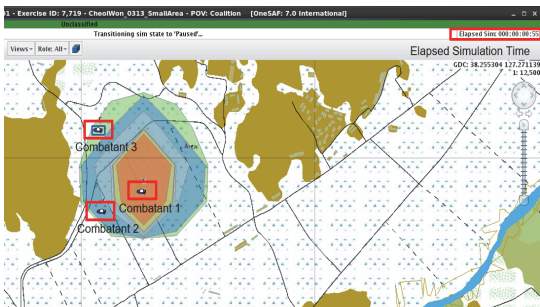 01 - Exercise ID: 7,719 - CheolWon_0313_SmallArea - POV: Coalition [OneSAF: 7.0 International]
Unclassified
Transitioning sim state to 'Paused'...
Elapsed Sim: 000:00:00:55
Views
Role: All
Elapsed Simulation Time
GDC: 38.255304 127.271139
1: 12,500
Combatant 3
Area
Combatant 1
Combatant 2